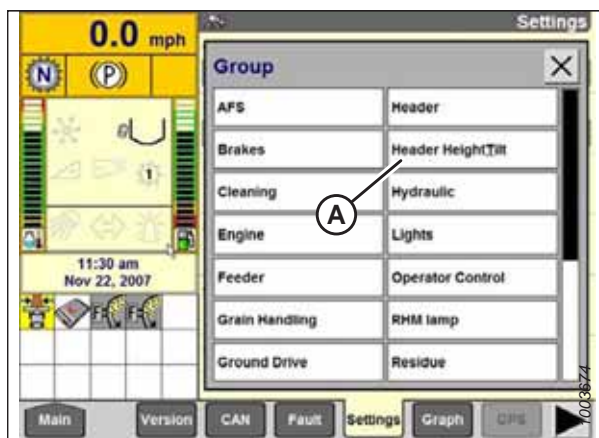 0.0 mph
Settings
N
P
Group
X
AFS
Header
Brakes
Header Height/Tilt
Cleaning
Hydraulic
A
Engine
Lights
Feeder
Operator Control
Grain Handling
RHM lamp
Ground Drive
Residue
1
11:30 am
Nov 22, 2007
F
F
Main
Version
CAN
Fault
Settings
Graph
GPS
1003674